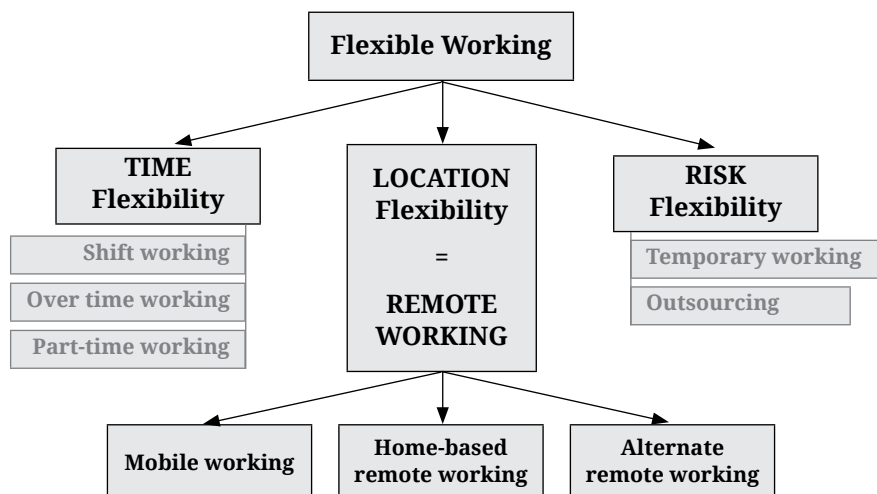 Flexible Working
TIME
Flexibility
Shift working
Over time working
Part-time working
LOCATION
Flexibility
=
REMOTE
WORKING
RISK
Flexibility
Temporary working
Outsourcing
Mobile working
Home-based
remote working
Alternate
remote working